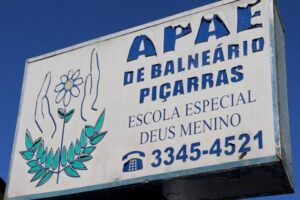 APAE
DE BALNEÁRIO
PIÇARRAS
ESCOLA ESPECIAL
DEUS MENINO
3345-4521